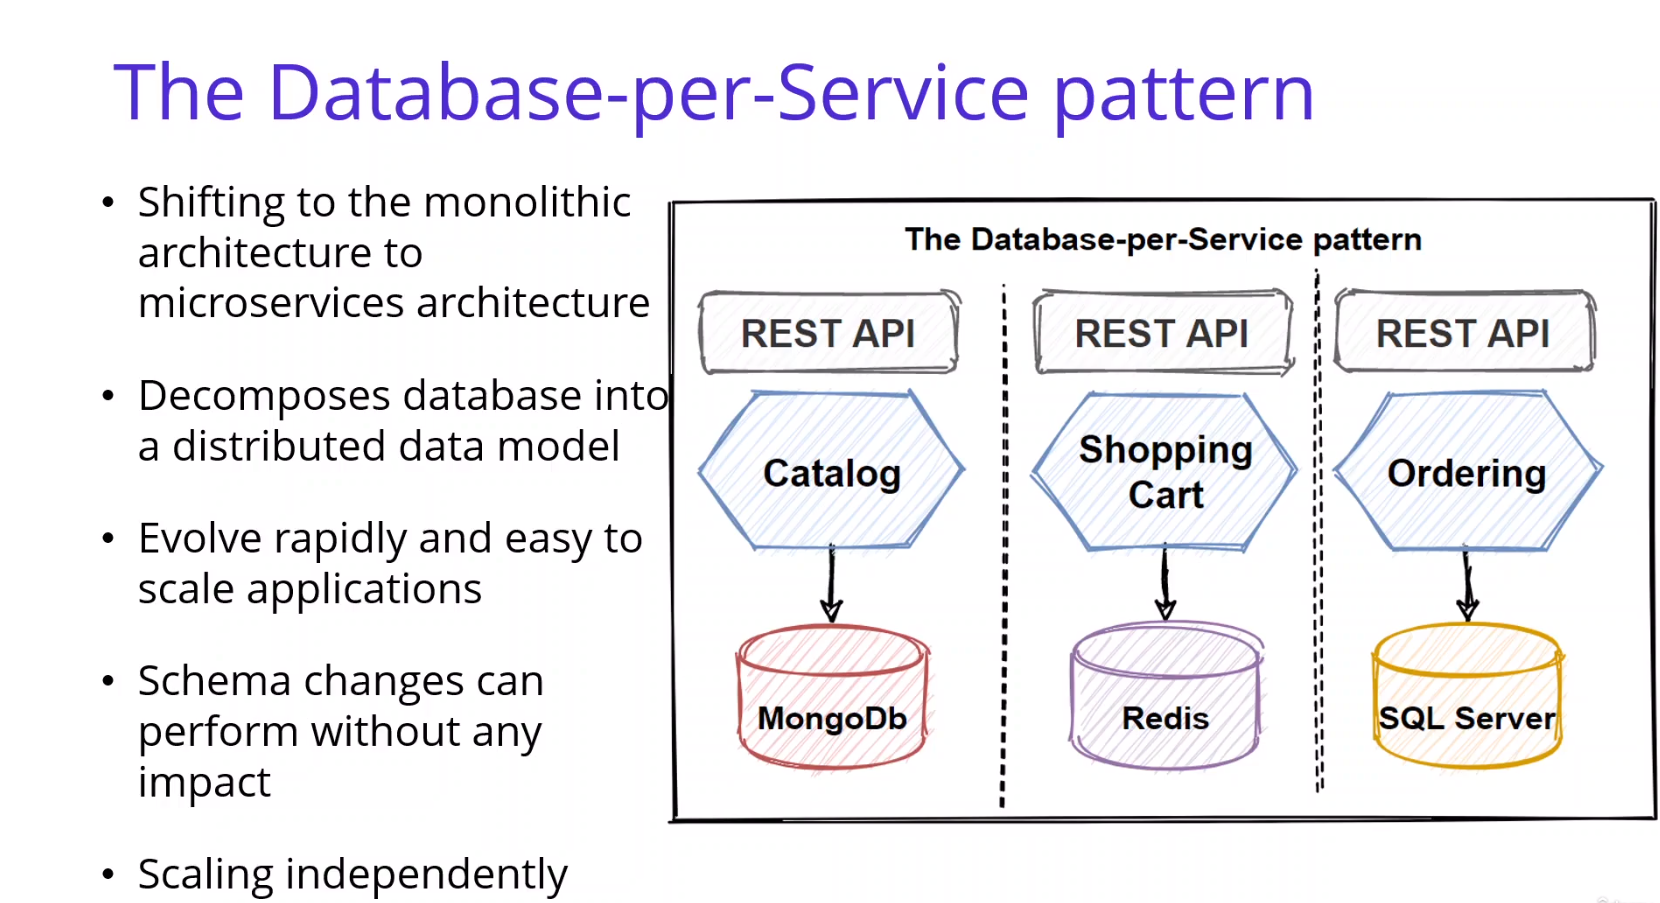 The Database-per-Service pattern
• Shifting to the monolithic
architecture to
microservices architecture
• Decomposes database into
a distributed data model
• Evolve rapidly and easy to
scale applications
• Schema changes can
perform without any
impact
• Scaling independently
The Database-per-Service pattern
REST API
REST API
REST API
Catalog
Shopping
Cart
Ordering
MongoDb
Redis
SQL Server